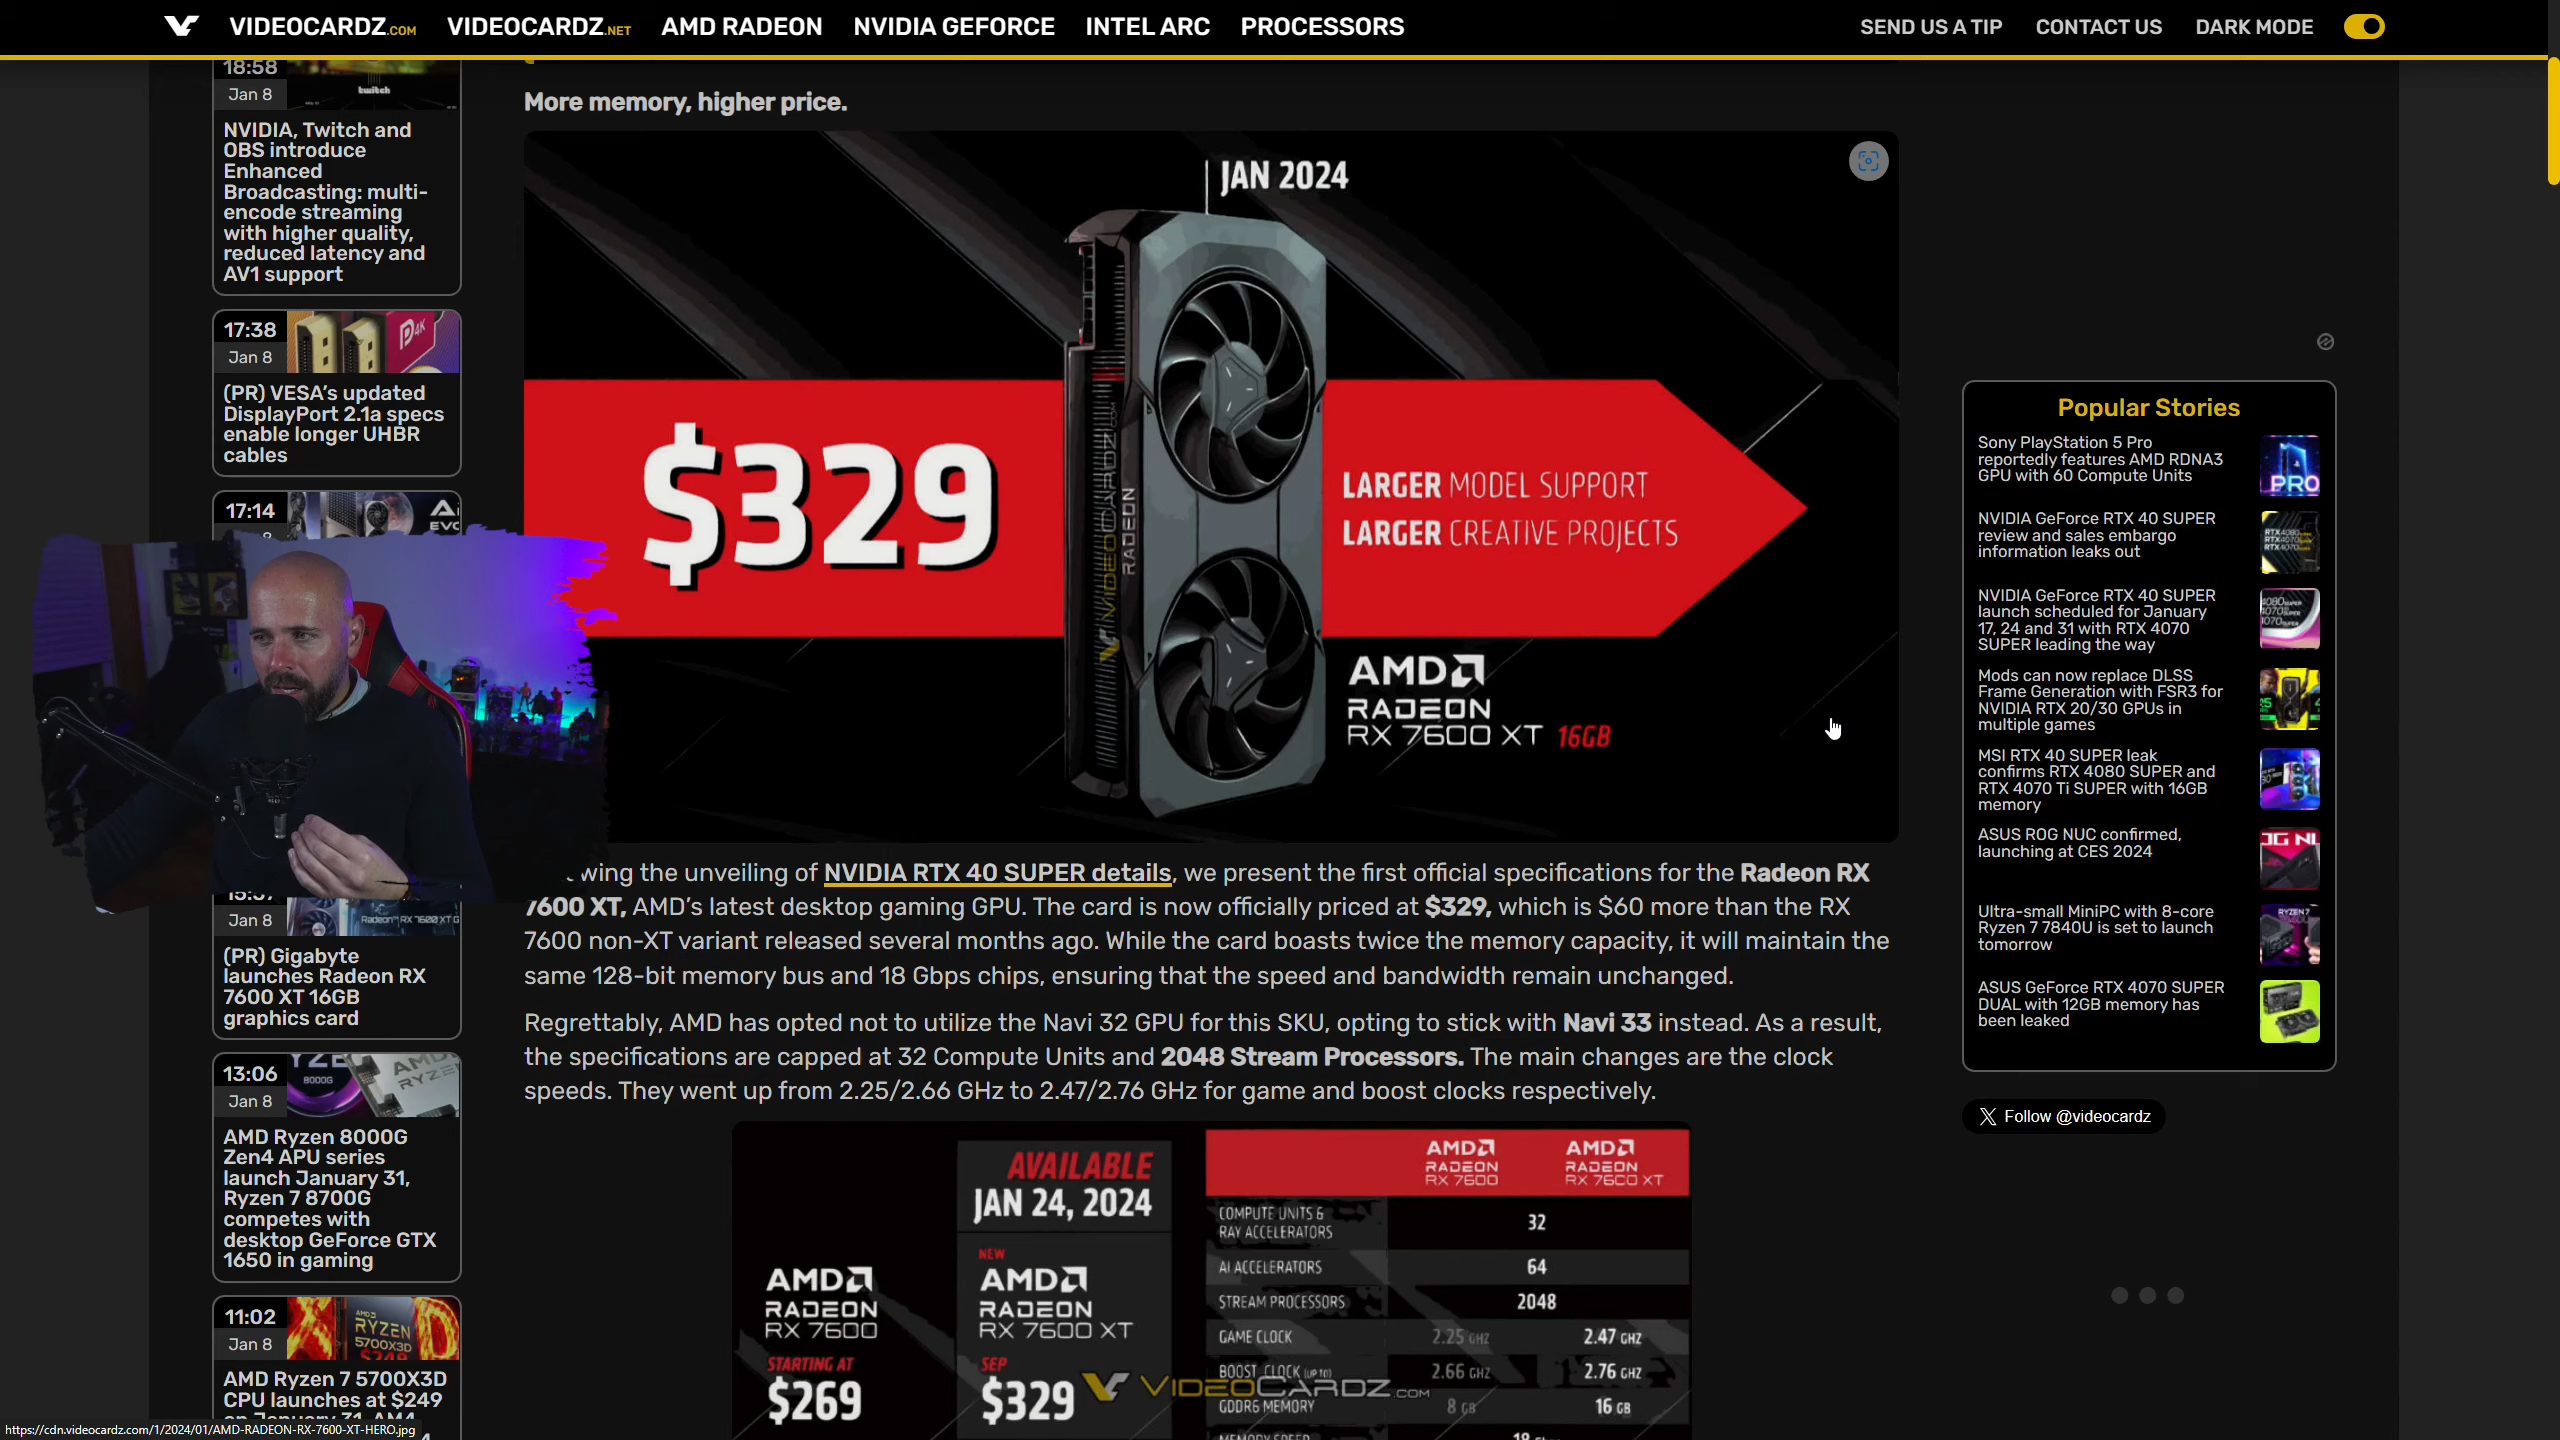 VIDEOCARDZ.COM
VIDEOCARDZ.NET
AMD RADEON
NVIDIA GEFORCE
INTEL ARC
PROCESSORS
SEND US A TIP
CONTACT US
DARK MODE
18:58
Jan 8
twitch
NVIDIA, Twitch and
OBS introduce
Enhanced
Broadcasting: multi-
encode streaming
with higher quality,
reduced latency and
AV1 support
17:38
Jan 8
(PR) VESA’s updated
DisplayPort 2.1a specs
enable longer UHBR
cables
17:14
Jan 8
(PR) Gigabyte
launches Radeon RX
7600 XT 16GB
graphics card
13:06
Jan 8
8000G
AMD Ryzen 8000G
Zen4 APU series
launch January 31,
Ryzen 7 8700G
competes with
desktop GeForce GTX
1650 in gaming
11:02
Jan 8
AMD
RYZEN
5700X3D
AMD Ryzen 7 5700X3D
CPU launches at $249
More memory, higher price.
JAN 2024
$329
LARGER MODEL SUPPORT
LARGER CREATIVE PROJECTS
VIDEOCARDZ.COM
RADEON
AMD
RADEON
RX 7600 XT 16GB
wing the unveiling of NVIDIA RTX 40 SUPER details, we present the first official specifications for the Radeon RX
7600 XT, AMD’s latest desktop gaming GPU. The card is now officially priced at $329, which is $60 more than the RX
7600 non-XT variant released several months ago. While the card boasts twice the memory capacity, it will maintain the
same 128-bit memory bus and 18 Gbps chips, ensuring that the speed and bandwidth remain unchanged.
Regrettably, AMD has opted not to utilize the Navi 32 GPU for this SKU, opting to stick with Navi 33 instead. As a result,
the specifications are capped at 32 Compute Units and 2048 Stream Processors. The main changes are the clock
speeds. They went up from 2.25/2.66 GHz to 2.47/2.76 GHz for game and boost clocks respectively.
AMD
RADEON
RX 7600
STARTING AT
$269
AVAILABLE
JAN 24, 2024
NEW
AMD
RADEON
RX 7600 XT
SEP
$329
AMD
RADEON
RX 7600
AMD
RADEON
RX 7600 XT
COMPUTE UNITS &
RAY ACCELERATORS
32
AI ACCELERATORS
64
STREAM PROCESSORS
2048
GAME CLOCK
2.25 GHZ
2.47 GHZ
BOOST CLOCK (UP TO)
2.66 GHZ
2.76 GHZ
GDDR6 MEMORY
8 GB
16 GB
VIDEOCARDZ.COM
Popular Stories
Sony PlayStation 5 Pro
reportedly features AMD RDNA3
GPU with 60 Compute Units
PRO
NVIDIA GeForce RTX 40 SUPER
review and sales embargo
information leaks out
NVIDIA GeForce RTX 40 SUPER
launch scheduled for January
17, 24 and 31 with RTX 4070
SUPER leading the way
Mods can now replace DLSS
Frame Generation with FSR3 for
NVIDIA RTX 20/30 GPUs in
multiple games
MSI RTX 40 SUPER leak
confirms RTX 4080 SUPER and
RTX 4070 Ti SUPER with 16GB
memory
ASUS ROG NUC confirmed,
launching at CES 2024
Ultra-small MiniPC with 8-core
Ryzen 7 7840U is set to launch
tomorrow
ASUS GeForce RTX 4070 SUPER
DUAL with 12GB memory has
been leaked
Follow @videocardz
https://cdn.videocardz.com/1/2024/01/AMD-RADEON-RX-7600-XT-HERO.jpg